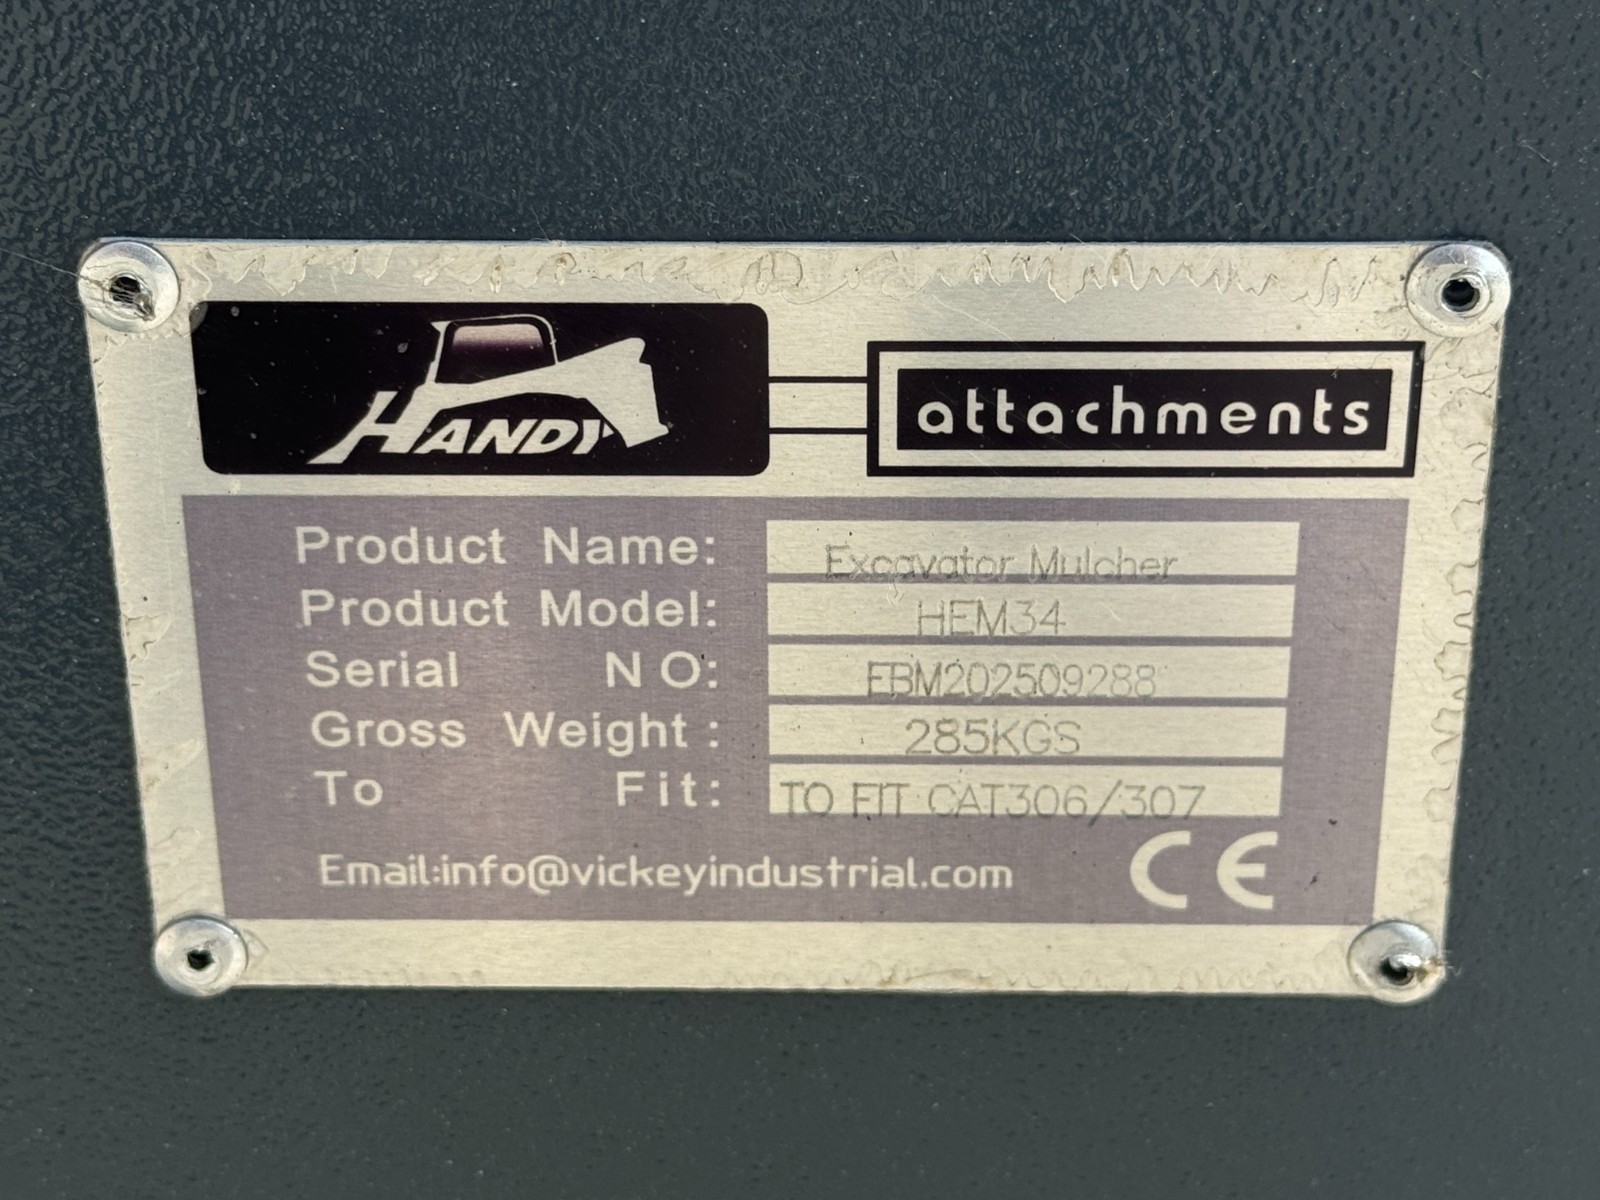 HANDY
attachments
Product Name: Excavator Mulcher
Product Model: HEM34
Serial NO: EBM202509288
Gross Weight: 285KGS
To Fit: TO FIT CAT306/307
Email:info@vickeyindustrial.com
CE